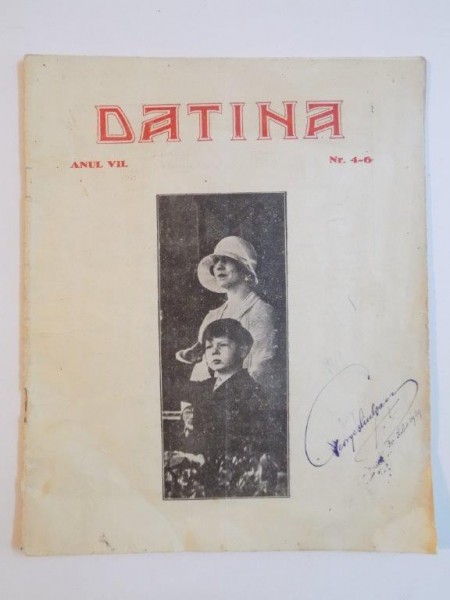 DATINA
ANUL VII.
Nr. 4-6